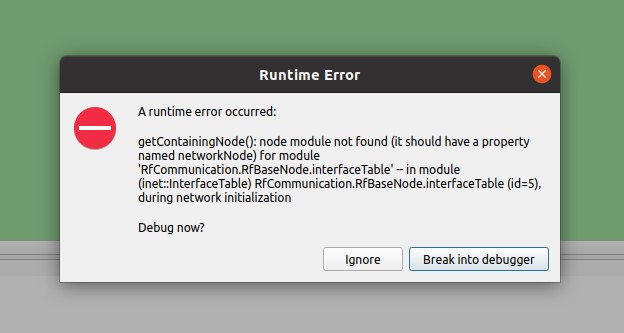 Runtime Error
A runtime error occurred:
getContainingNode(): node module not found (it should have a property
named networkNode) for module
'RfCommunication.RfBaseNode.interfaceTable' -- in module
(inet::InterfaceTable) RfCommunication.RfBaseNode.interfaceTable (id=5),
during network initialization
Debug now?
Ignore
Break into debugger